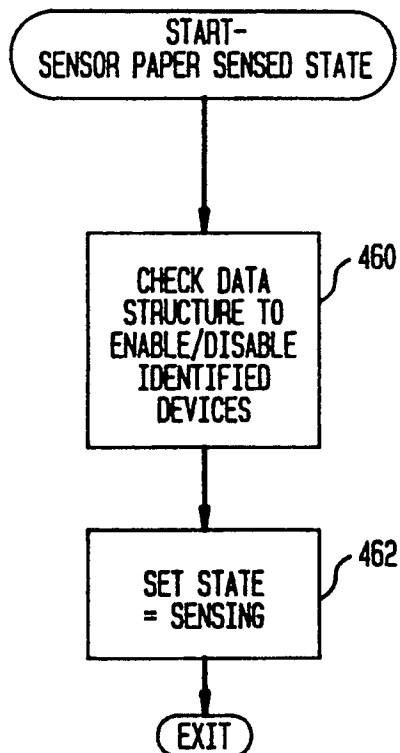 START-
SENSOR PAPER SENSED STATE
CHECK DATA
STRUCTURE TO
ENABLE/DISABLE
IDENTIFIED
DEVICES
460
SET STATE
= SENSING
462
EXIT